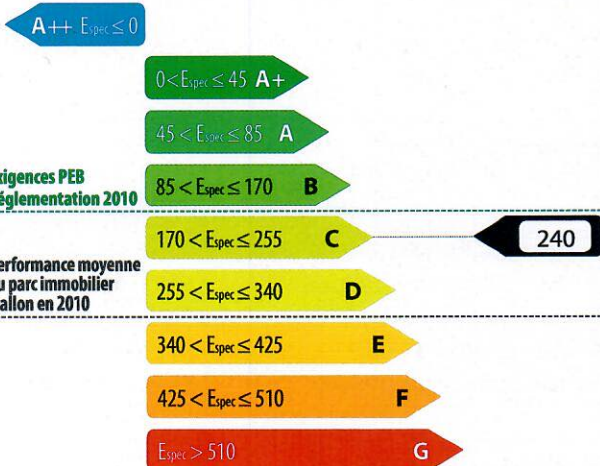 A++ Espec ≤ 0
0 < Espec ≤ 45 A+
45 < Espec ≤ 85 A
xigences PEB
églementation 2010
85 < Espec ≤ 170 B
170 < Espec ≤ 255 C
240
erformance moyenne
u parc immobilier
allon en 2010
255 < Espec ≤ 340 D
340 < Espec ≤ 425 E
425 < Espec ≤ 510 F
Espec > 510 G